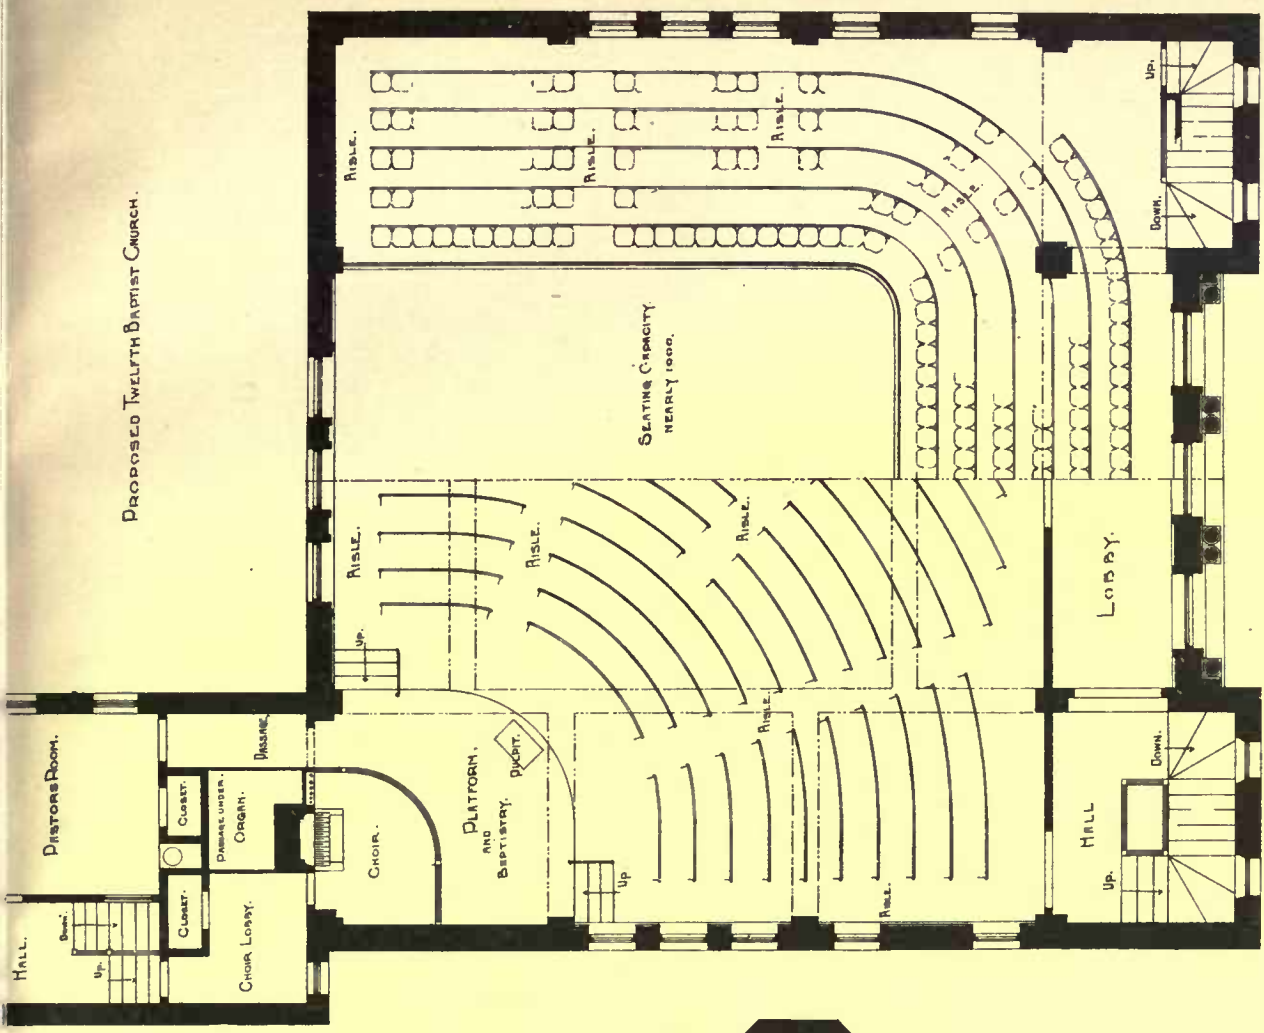 PROPOSED TWELFTH BAPTIST CHURCH.
AISLE.
AISLE.
AISLE.
AISLE.
UP.
DOWN.
SEATING CAPACITY
NEARLY 1000.
AISLE.
AISLE.
AISLE.
AISLE.
AISLE.
UP.
LOBBY.
PASTORS ROOM.
PASSAGE.
CLOSET.
PASSAGE UNDER
ORGAN.
CHOIR.
PLATFORM
AND
BAPTISTRY.
PULPIT.
UP
HALL
DOWN.
UP.
HALL.
DOWN.
UP.
CLOSET.
CHOIR LOBBY.